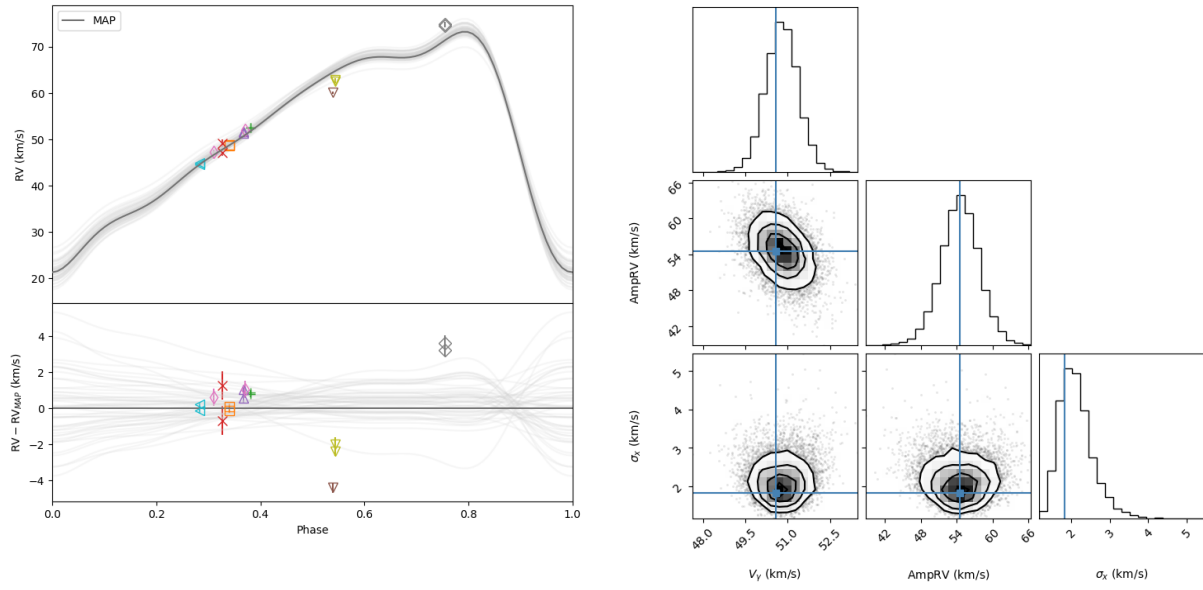 MAP
70
60
50
40
30
20
RV (km/s)
4
2
0
−2
−4
RV − RV_MAP (km/s)
0.0 0.2 0.4 0.6 0.8 1.0
Phase
66
60
54
48
42
AmpRV (km/s)
5
4
3
2
σₓ (km/s)
48.0 49.5 51.0 52.5
Vᵧ (km/s)
42 48 54 60 66
AmpRV (km/s)
2 3 4 5
σₓ (km/s)